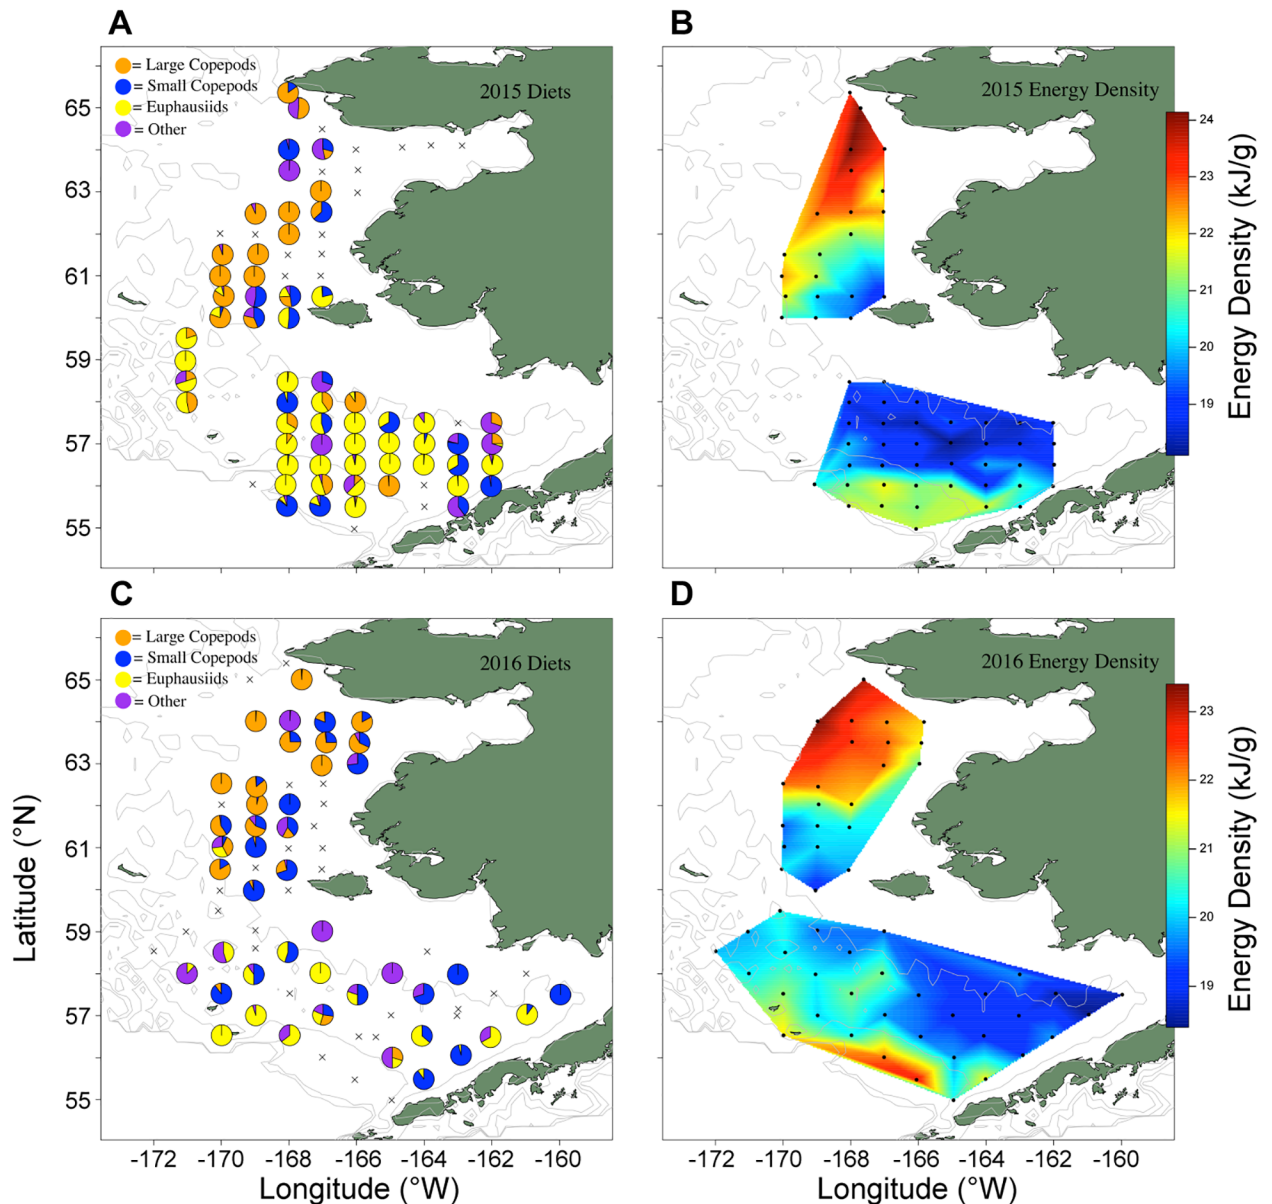 A
= Large Copepods
= Small Copepods
= Euphausiids
= Other
2015 Diets
65
63
61
59
57
55
B
2015 Energy Density
24
23
22
21
20
19
Energy Density (kJ/g)
C
= Large Copepods
= Small Copepods
= Euphausiids
= Other
2016 Diets
65
63
61
59
57
55
Latitude (°N)
-172 -170 -168 -166 -164 -162 -160
Longitude (°W)
D
2016 Energy Density
23
22
21
20
19
Energy Density (kJ/g)
-172 -170 -168 -166 -164 -162 -160
Longitude (°W)